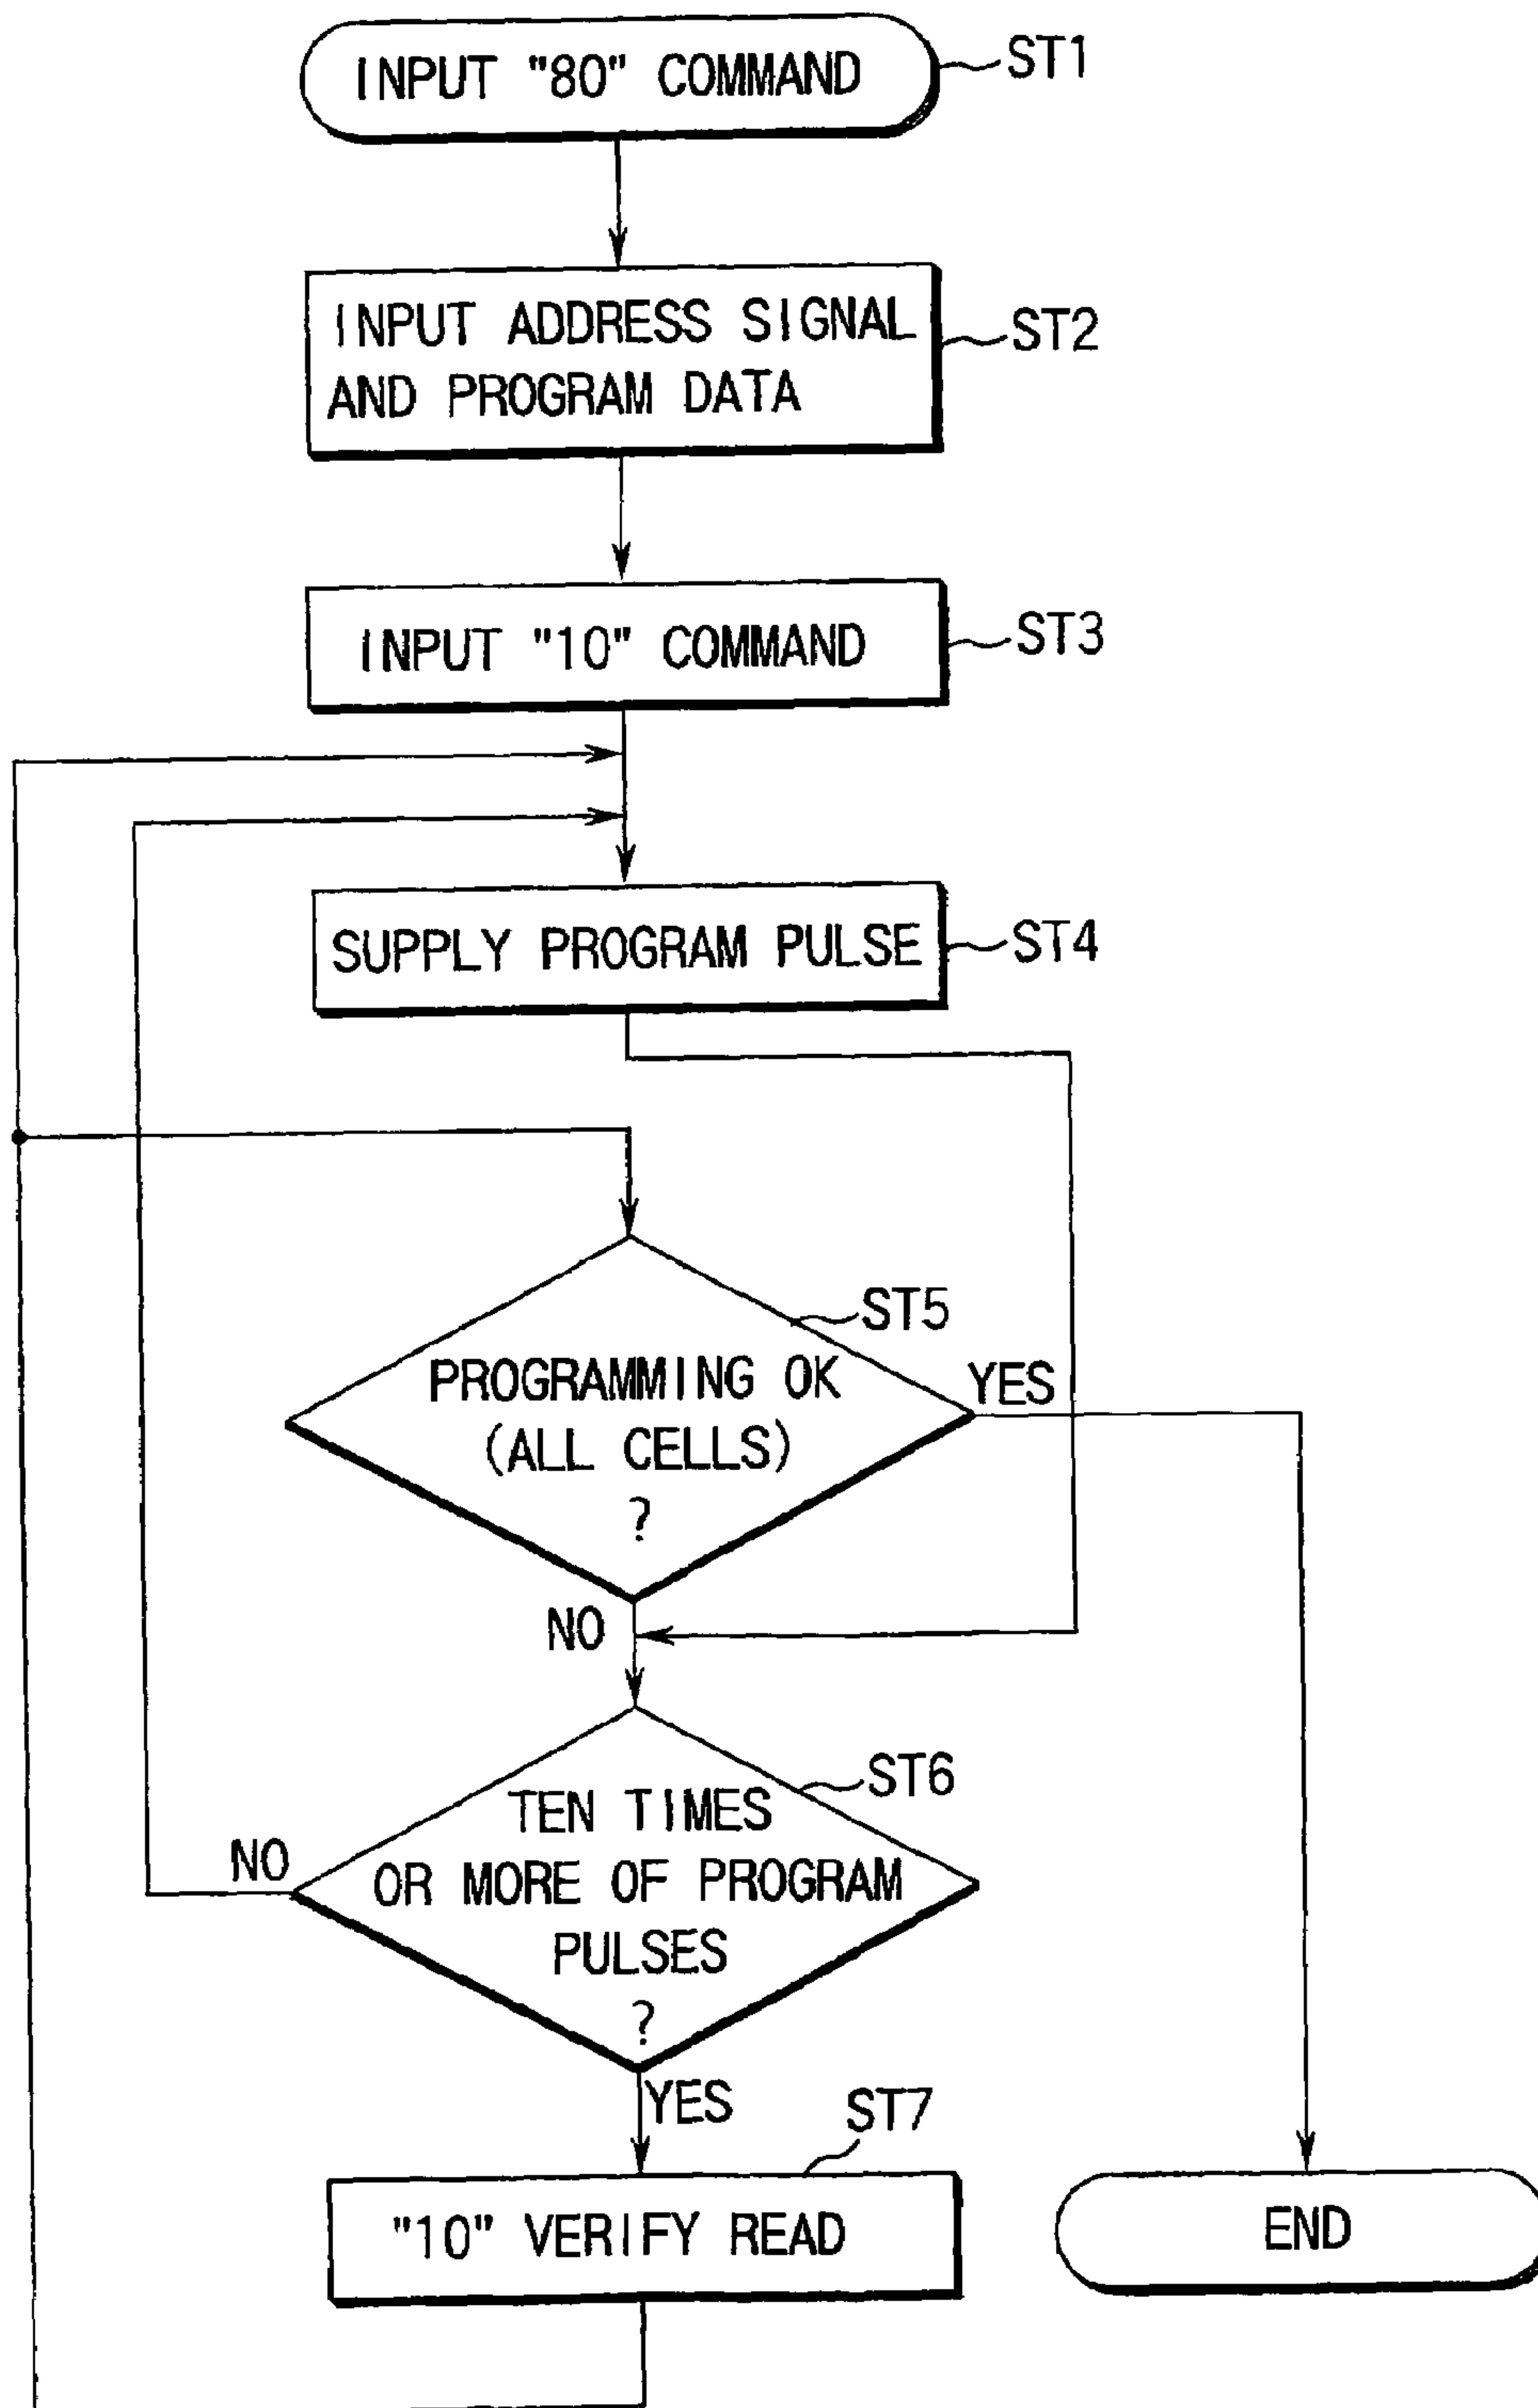 INPUT "80" COMMAND
ST1
INPUT ADDRESS SIGNAL
AND PROGRAM DATA
ST2
INPUT "10" COMMAND
ST3
SUPPLY PROGRAM PULSE
ST4
ST5
PROGRAMMING OK
(ALL CELLS)
?
YES
NO
ST6
TEN TIMES
OR MORE OF PROGRAM
PULSES
?
NO
YES
ST7
"10" VERIFY READ
END